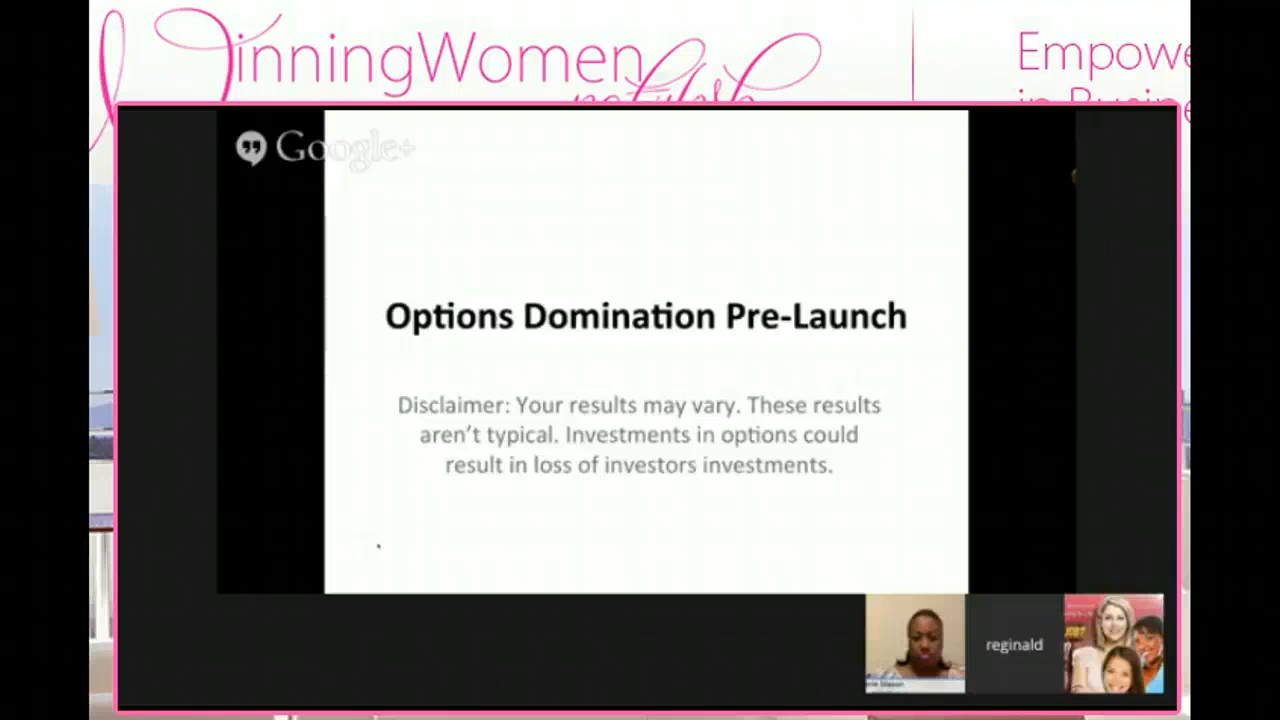 WinningWomen
Empowe
Google+
Options Domination Pre-Launch
Disclaimer: Your results may vary. These results
aren't typical. Investments in options could
result in loss of investors investments.
reginald
JOB?